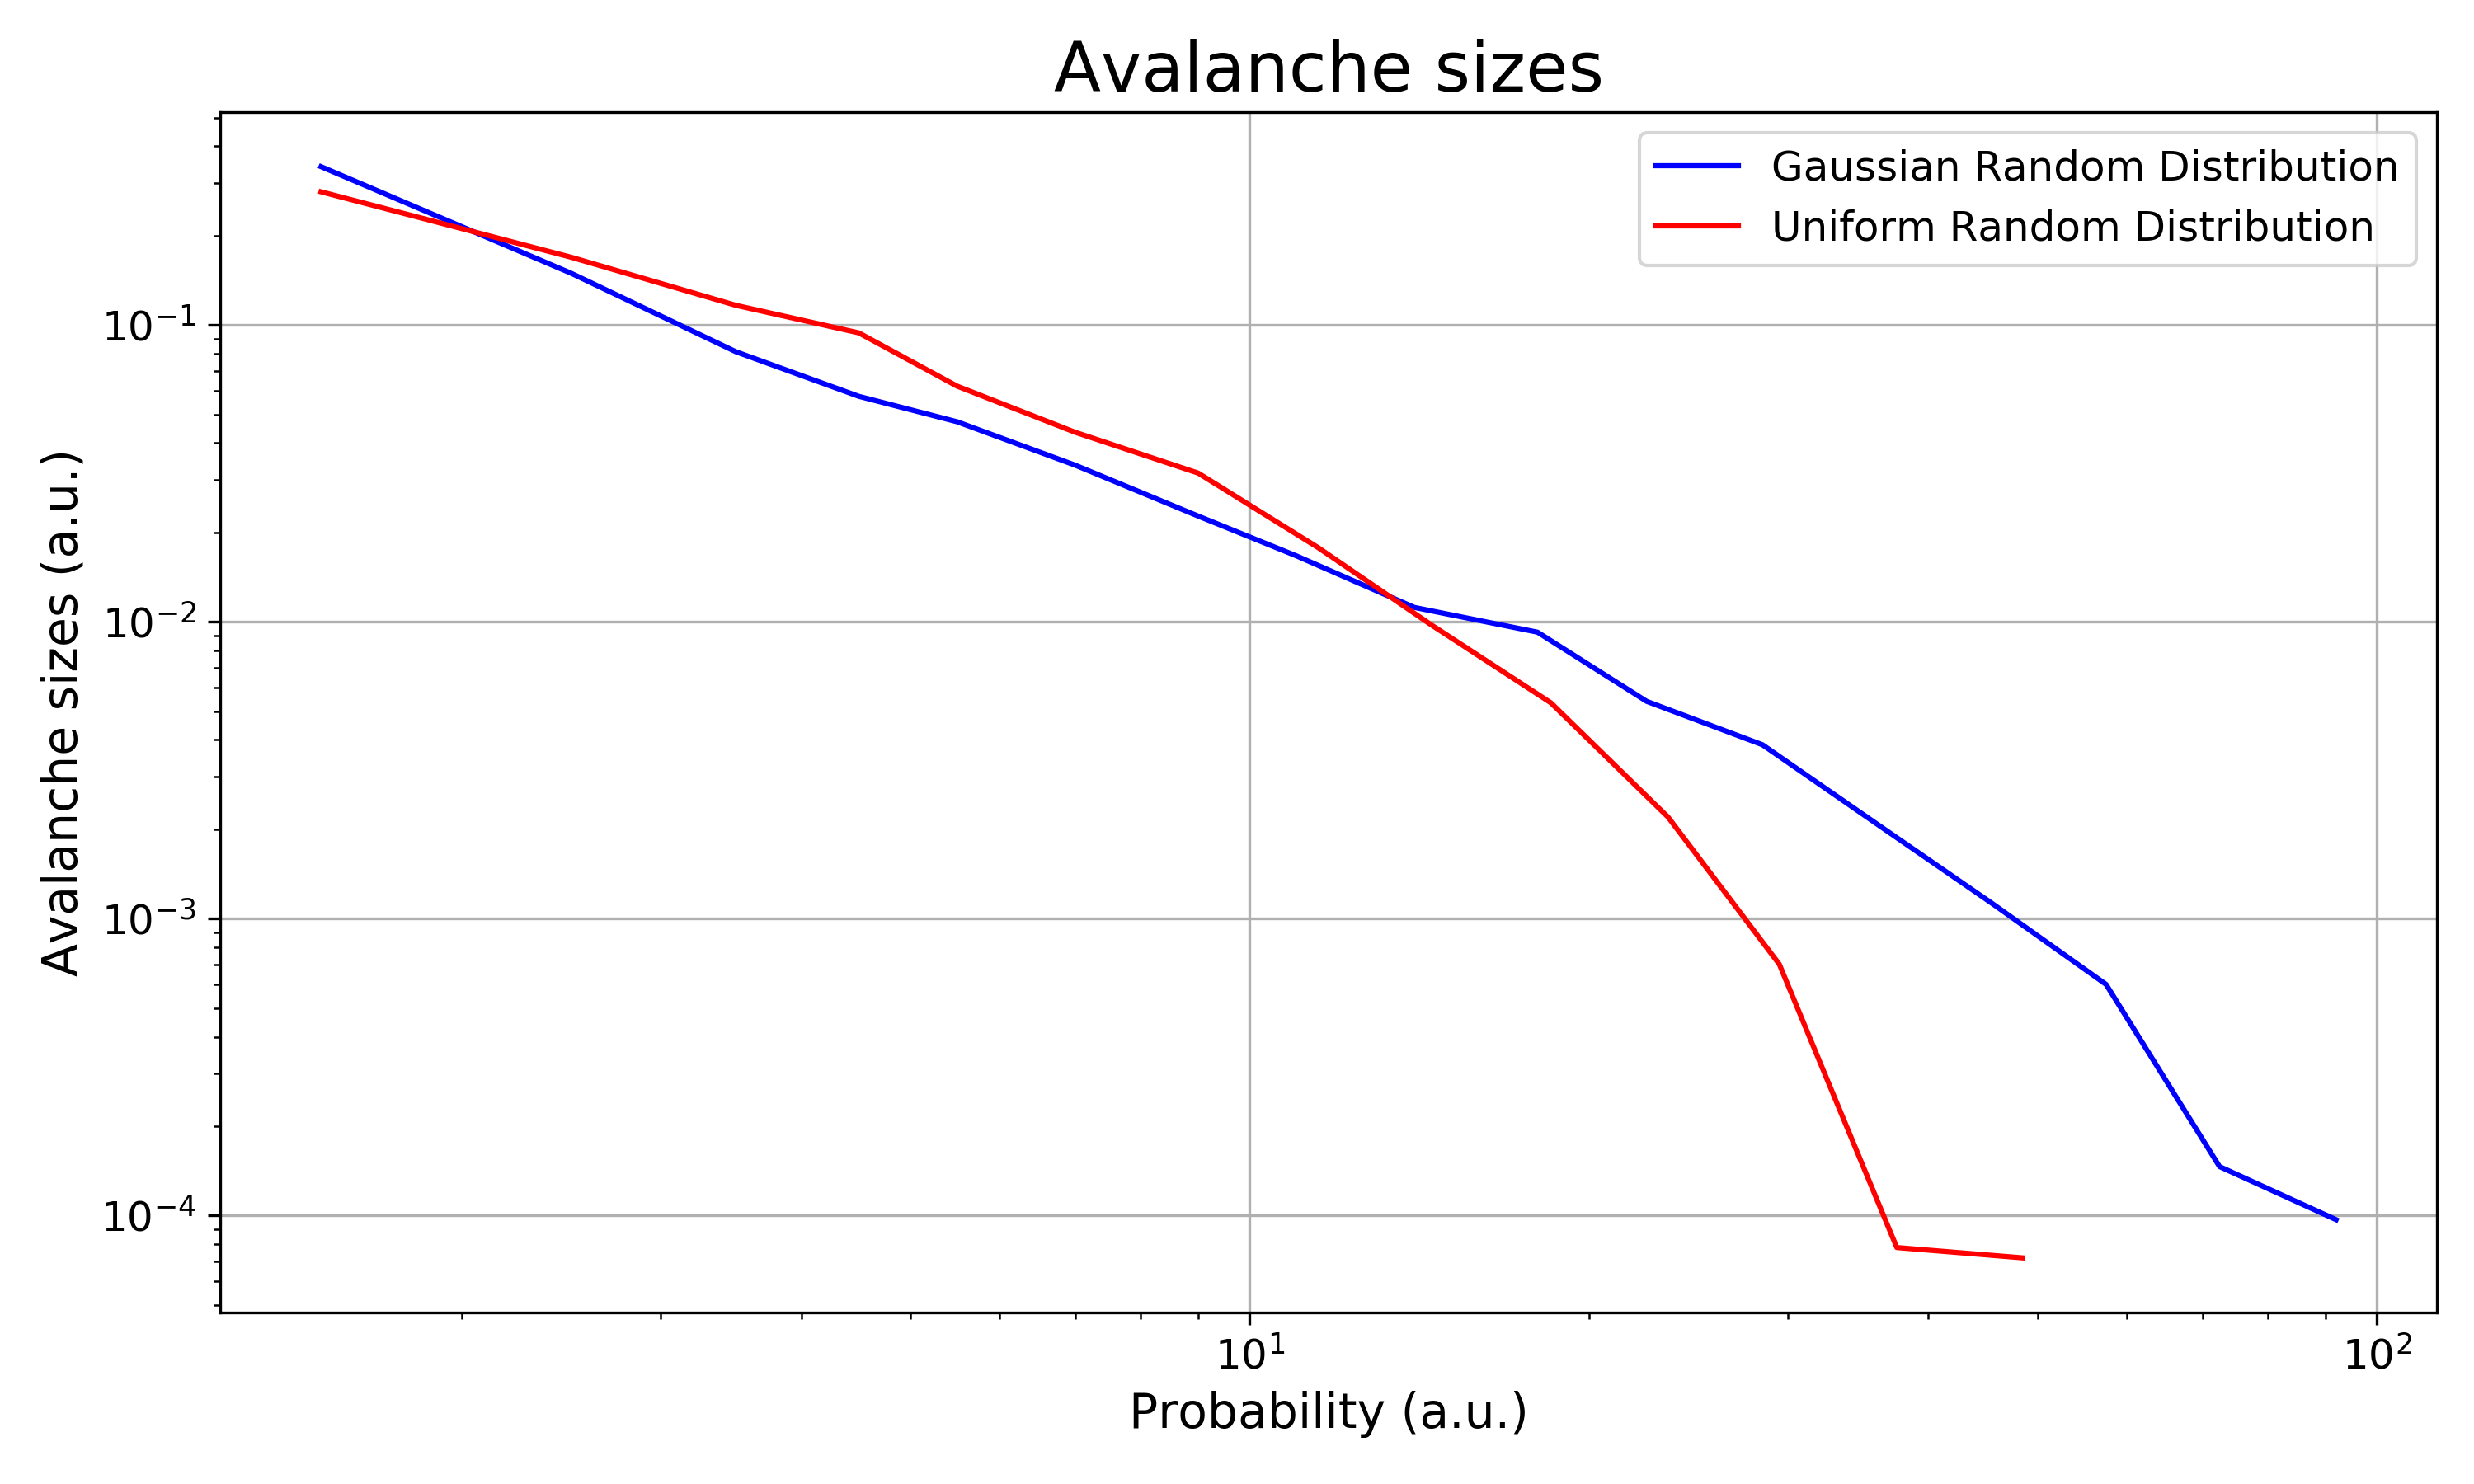 Avalanche sizes
Gaussian Random Distribution
Uniform Random Distribution
Avalanche sizes (a.u.)
10⁻¹
10⁻²
10⁻³
10⁻⁴
10¹
10²
Probability (a.u.)